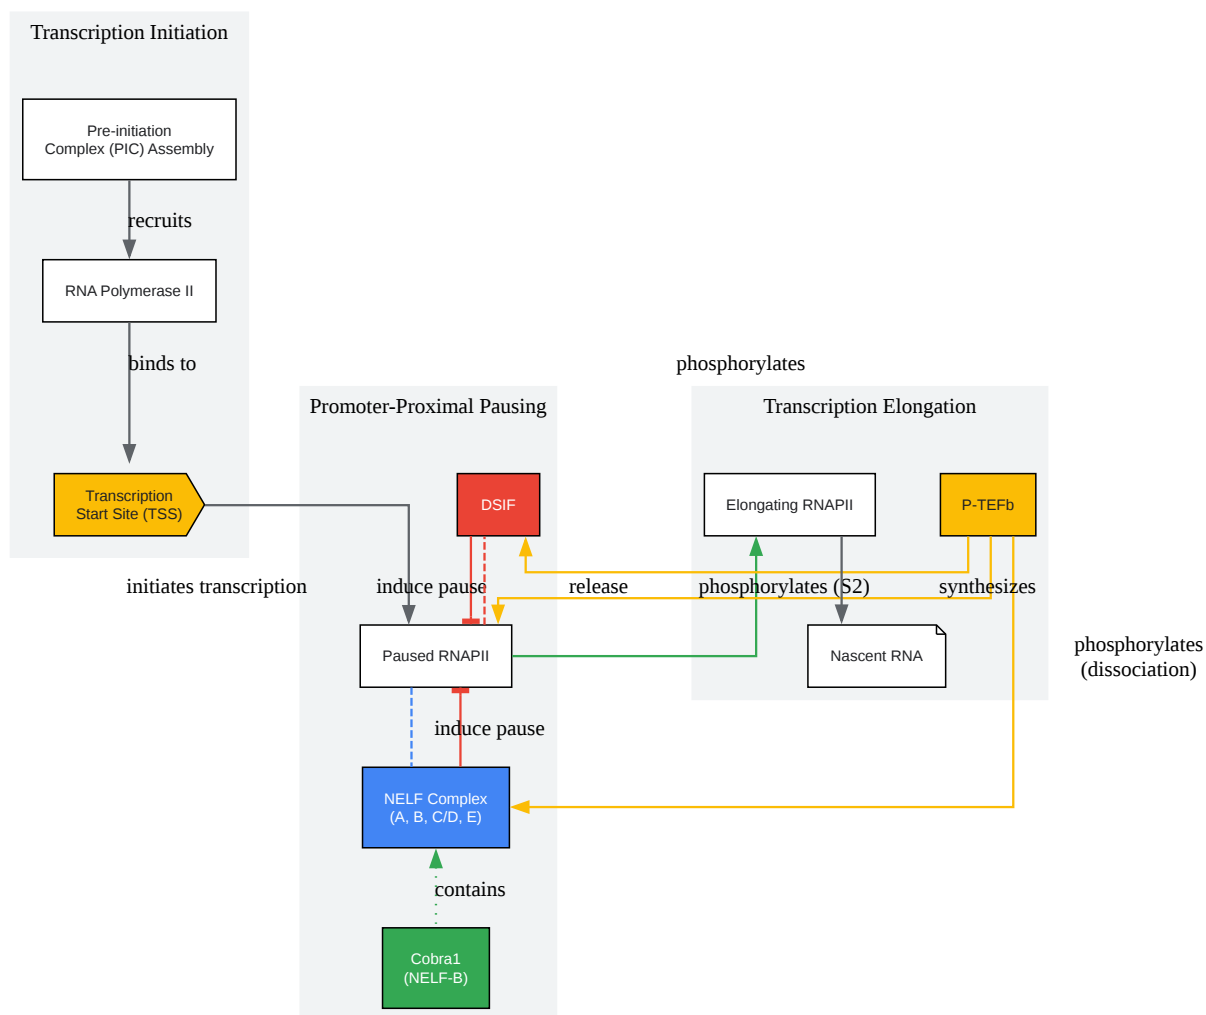 Transcription Initiation
Pre-initiation
Complex (PIC) Assembly
recruits
RNA Polymerase II
binds to
Transcription
Start Site (TSS)
initiates transcription
Promoter-Proximal Pausing
DSIF
induce pause
release
Paused RNAPII
induce pause
NELF Complex
(A, B, C/D, E)
contains
Cobra1
(NELF-B)
phosphorylates
Transcription Elongation
Elongating RNAPII
P-TEFb
phosphorylates (S2)
synthesizes
Nascent RNA
phosphorylates
(dissociation)